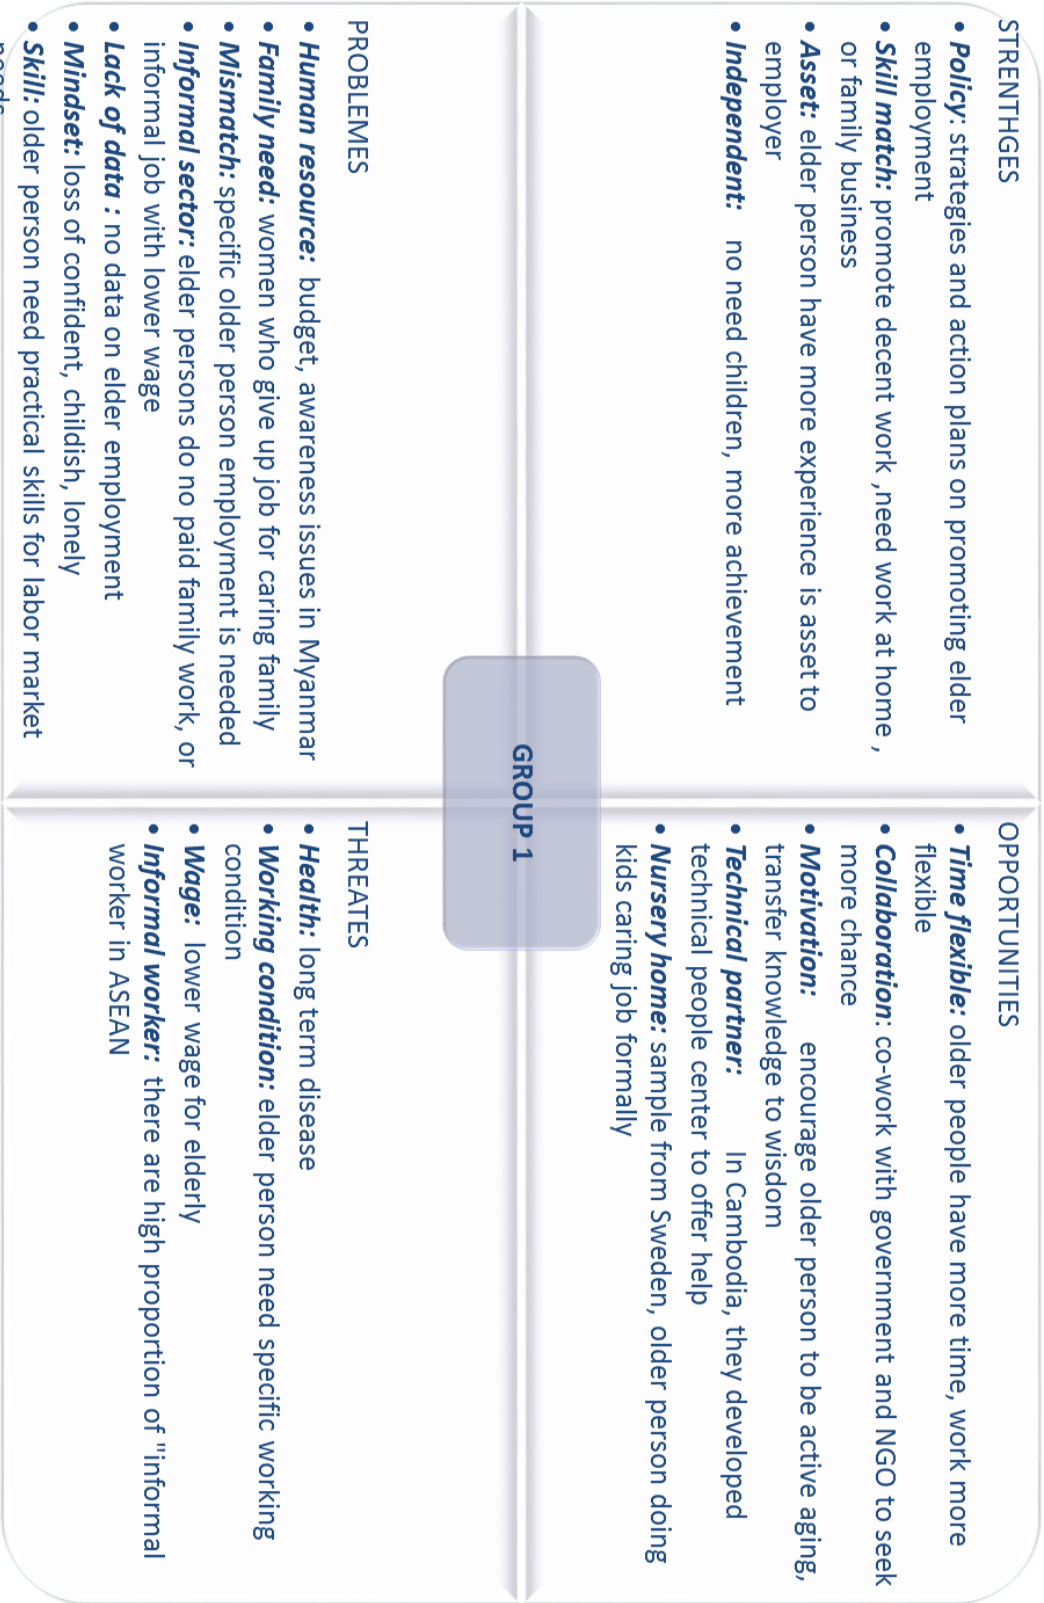 STRENTHGES
• Policy: strategies and action plans on promoting elder
employment
• Skill match: promote decent work ,need work at home ,
or family business
• Asset: elder person have more experience is asset to
employer
• Independent: no need children, more achievement
OPPORTUNITIES
• Time flexible: older people have more time, work more
flexible
• Collaboration: co-work with government and NGO to seek
more chance
• Motivation: encourage older person to be active aging,
transfer knowledge to wisdom
• Technical partner: In Cambodia, they developed
technical people center to offer help
• Nursery home: sample from Sweden, older person doing
kids caring job formally
GROUP 1
PROBLEMES
• Human resource: budget, awareness issues in Myanmar
• Family need: women who give up job for caring family
• Mismatch: specific older person employment is needed
• Informal sector: elder persons do no paid family work, or
informal job with lower wage
• Lack of data : no data on elder employment
• Mindset: loss of confident, childish, lonely
• Skill: older person need practical skills for labor market
THREATES
• Health: long term disease
• Working condition: elder person need specific working
condition
• Wage: lower wage for elderly
• Informal worker: there are high proportion of "informal
worker in ASEAN